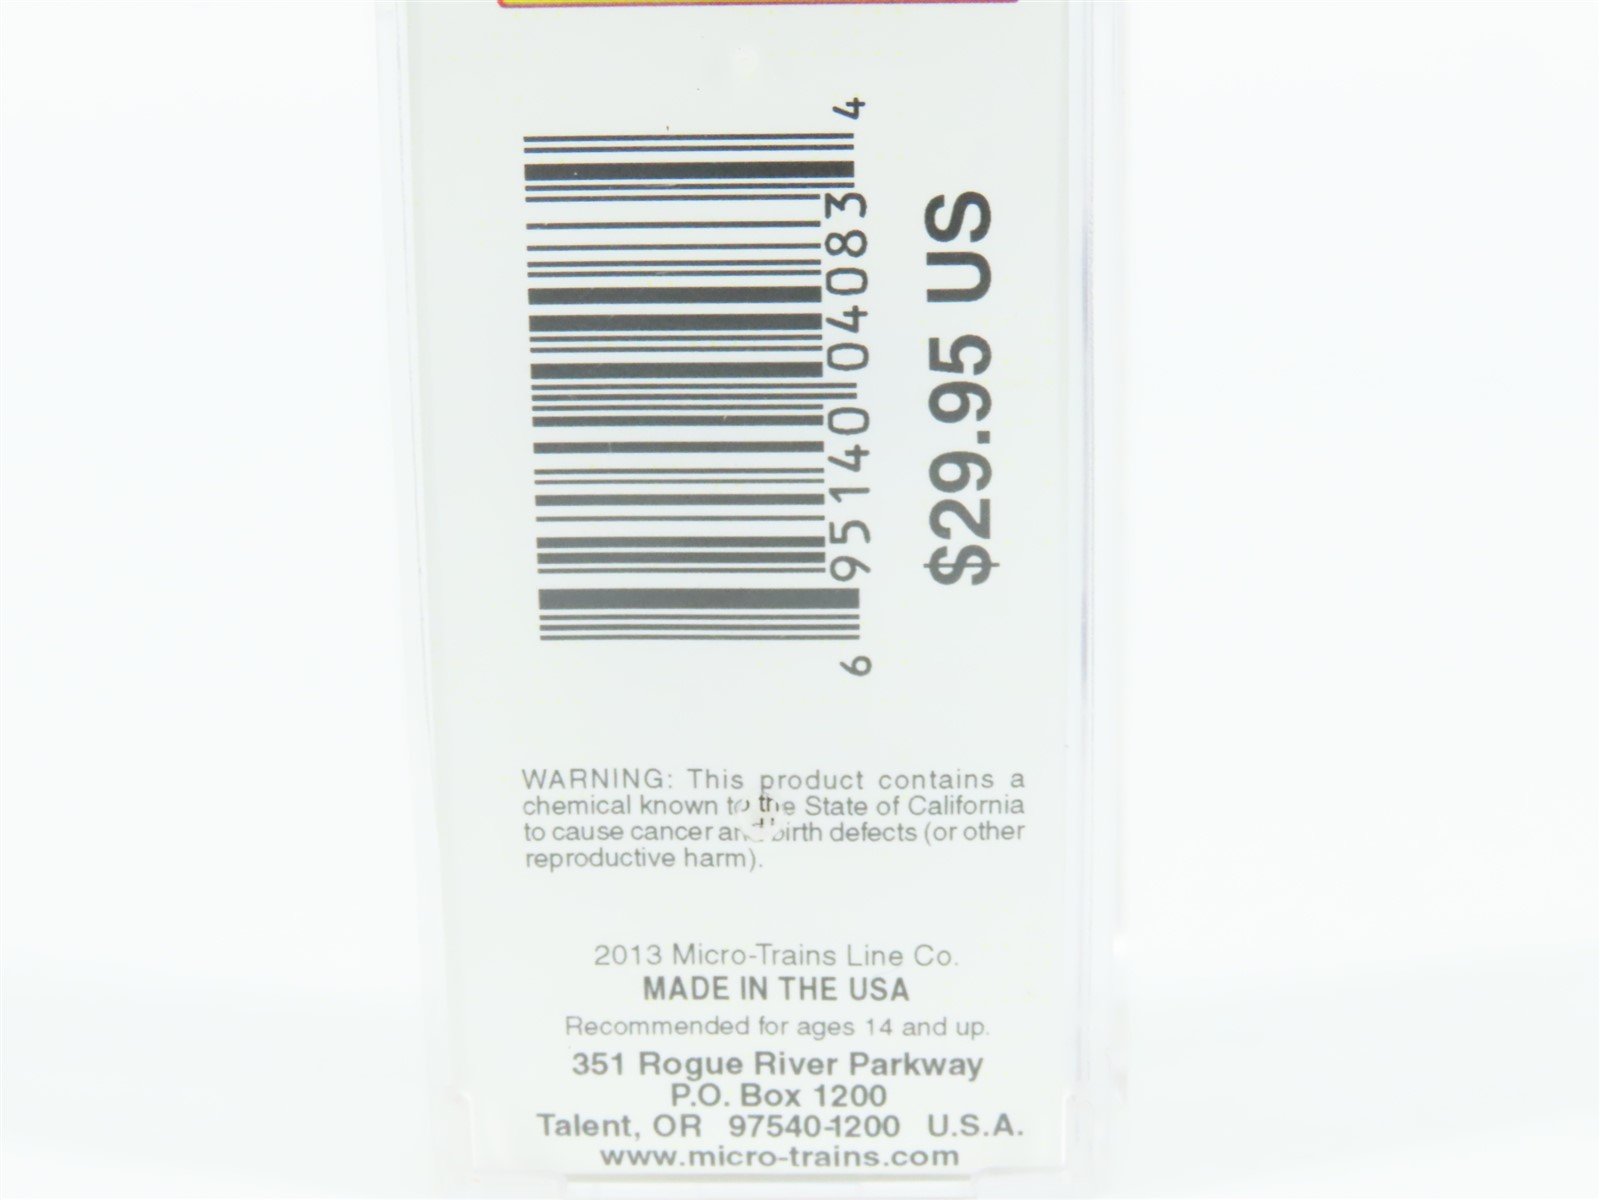 6 95140 04083 4
$29.95 US
WARNING: This product contains a
chemical known to the State of California
to cause cancer and birth defects (or other
reproductive harm).
2013 Micro-Trains Line Co.
MADE IN THE USA
Recommended for ages 14 and up.
351 Rogue River Parkway
P.O. Box 1200
Talent, OR 97540-1200 U.S.A.
www.micro-trains.com